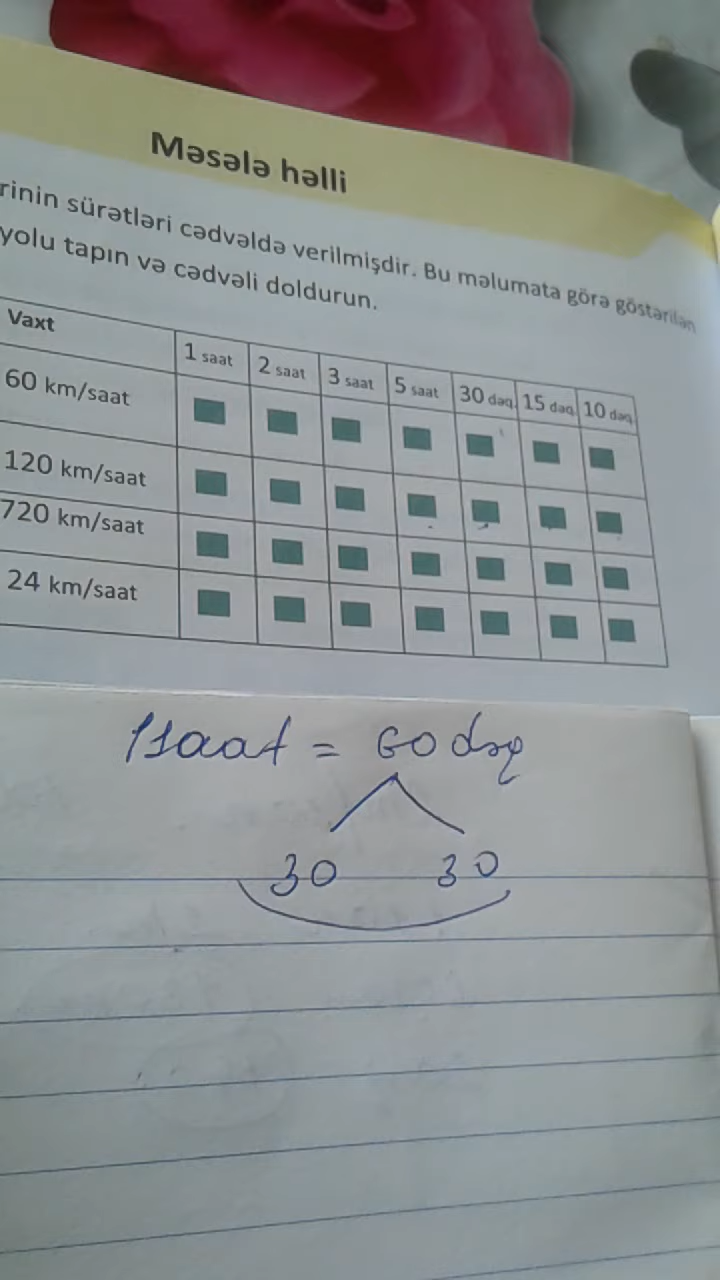 Məsələ həlli
rinin sürətləri cədvəldə verilmişdir. Bu məlumata görə göstərilən
yolu tapın və cədvəli doldurun.
Vaxt 1 saat 2 saat 3 saat 5 saat 30 dəq. 15 dəq. 10 dəq.
60 km/saat
120 km/saat
720 km/saat
24 km/saat
1saat = 60 dəq
30 30